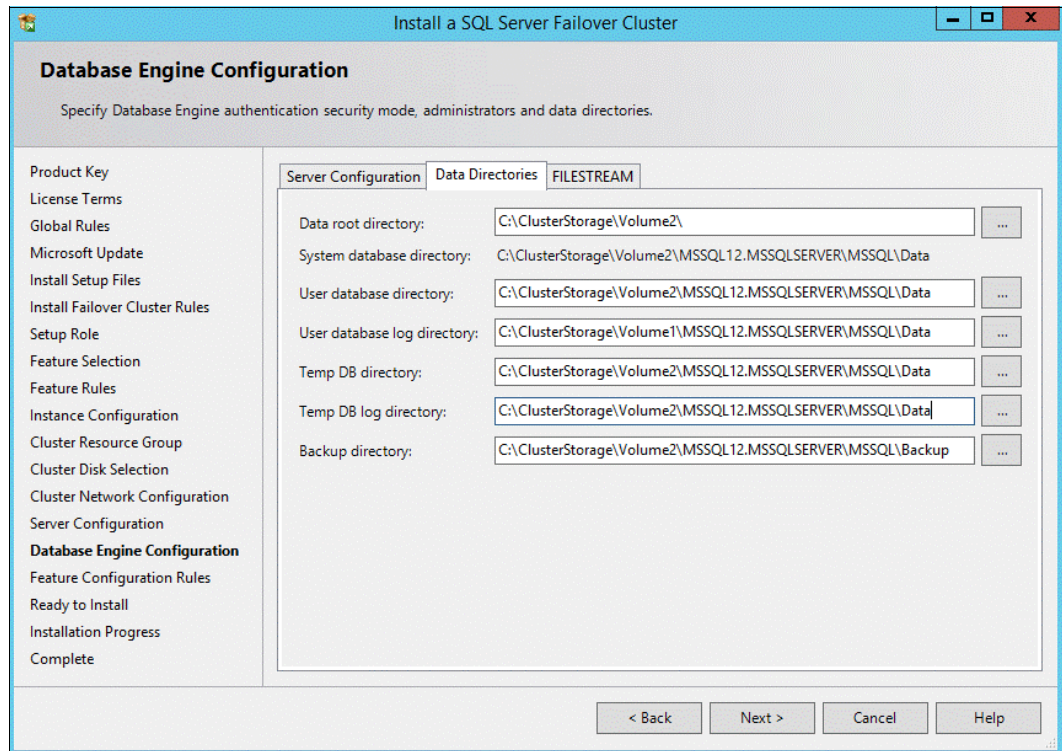 Install a SQL Server Failover Cluster
Database Engine Configuration
Specify Database Engine authentication security mode, administrators and data directories.
Product Key
License Terms
Global Rules
Microsoft Update
Install Setup Files
Install Failover Cluster Rules
Setup Role
Feature Selection
Feature Rules
Instance Configuration
Cluster Resource Group
Cluster Disk Selection
Cluster Network Configuration
Server Configuration
Database Engine Configuration
Feature Configuration Rules
Ready to Install
Installation Progress
Complete
Server Configuration Data Directories FILESTREAM
Data root directory: C:\ClusterStorage\Volume2\ ...
System database directory: C:\ClusterStorage\Volume2\MSSQL12.MSSQLSERVER\MSSQL\Data
User database directory: C:\ClusterStorage\Volume2\MSSQL12.MSSQLSERVER\MSSQL\Data ...
User database log directory: C:\ClusterStorage\Volume1\MSSQL12.MSSQLSERVER\MSSQL\Data ...
Temp DB directory: C:\ClusterStorage\Volume2\MSSQL12.MSSQLSERVER\MSSQL\Data ...
Temp DB log directory: C:\ClusterStorage\Volume2\MSSQL12.MSSQLSERVER\MSSQL\Data ...
Backup directory: C:\ClusterStorage\Volume2\MSSQL12.MSSQLSERVER\MSSQL\Backup ...
< Back Next > Cancel Help